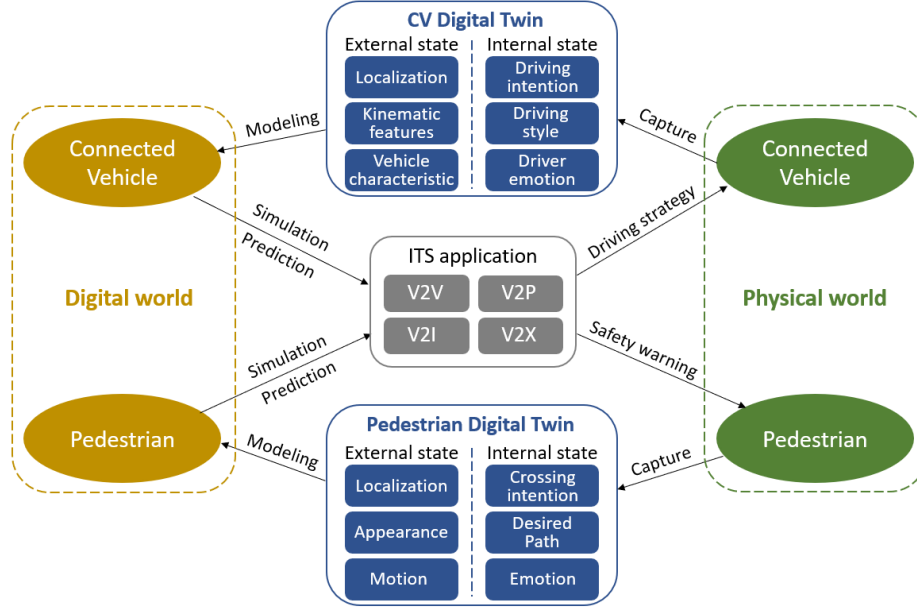 CV Digital Twin
External state
Internal state
Localization
Driving
intention
Kinematic
features
Driving
style
Vehicle
characteristic
Driver
emotion
Modeling
Capture
Connected
Vehicle
Connected
Vehicle
Simulation
Prediction
Driving strategy
ITS application
V2V
V2P
V2I
V2X
Digital world
Physical world
Simulation
Prediction
Safety warning
Pedestrian
Pedestrian
Modeling
Capture
Pedestrian Digital Twin
External state
Internal state
Localization
Crossing
intention
Appearance
Desired
Path
Motion
Emotion